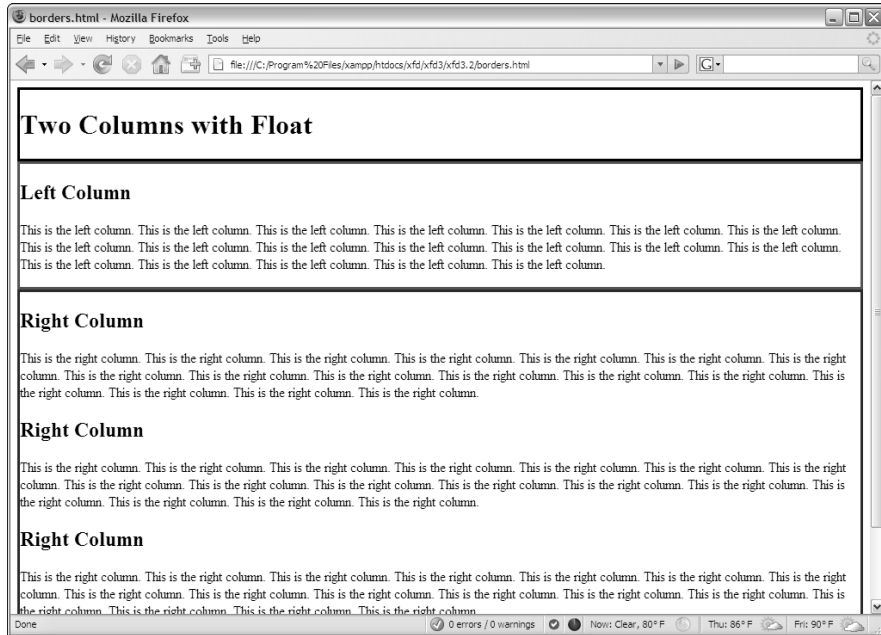 borders.html - Mozilla Firefox
File Edit View History Bookmarks Tools Help
file:///C:/Program%20Files/xampp/htdocs/xfd/xfd3/xfd3.2/borders.html
G
Two Columns with Float
Left Column
This is the left column. This is the left column. This is the left column. This is the left column. This is the left column. This is the left column. This is the left column.
This is the left column. This is the left column. This is the left column. This is the left column. This is the left column. This is the left column. This is the left column.
This is the left column. This is the left column. This is the left column. This is the left column. This is the left column.
Right Column
This is the right column. This is the right column. This is the right column. This is the right column. This is the right column. This is the right column. This is the right
column. This is the right column. This is the right column. This is the right column. This is the right column. This is the right column. This is the right column. This is
the right column. This is the right column. This is the right column. This is the right column.
Right Column
This is the right column. This is the right column. This is the right column. This is the right column. This is the right column. This is the right column. This is the right
column. This is the right column. This is the right column. This is the right column. This is the right column. This is the right column. This is the right column. This is
the right column. This is the right column. This is the right column. This is the right column.
Right Column
This is the right column. This is the right column. This is the right column. This is the right column. This is the right column. This is the right column. This is the right
column. This is the right column. This is the right column. This is the right column. This is the right column. This is the right column. This is the right column. This is
the right column. This is the right column. This is the right column. This is the right column.
Done 0 errors / 0 warnings Now: Clear, 80° F Thu: 86° F Fri: 90° F